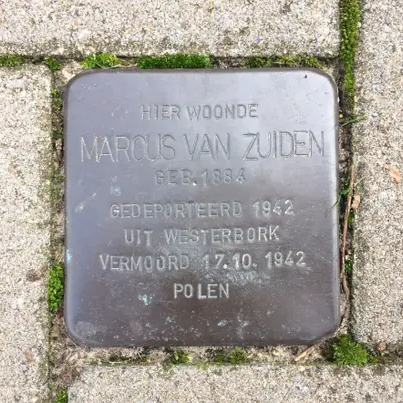 HIER WOONDE
MARCUS VAN ZUIDEN
GEB. 1884
GEDEPORTEERD 1942
UIT WESTERBORK
VERMOORD 17.10.1942
POLEN